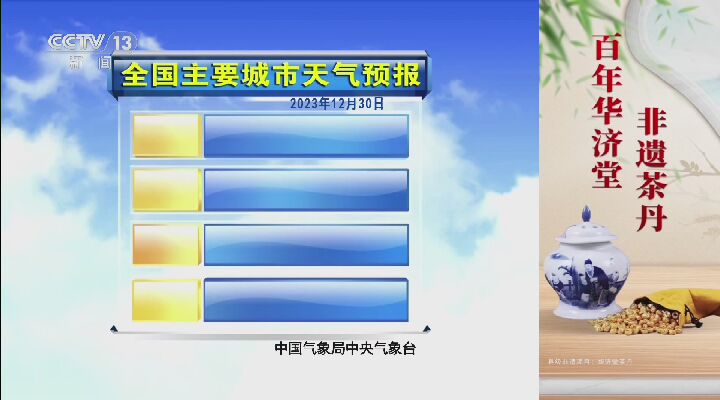 CCTV 13
新闻
全国主要城市天气预报
2023年12月30日
中国气象局中央气象台
百年华济堂
非遗茶丹